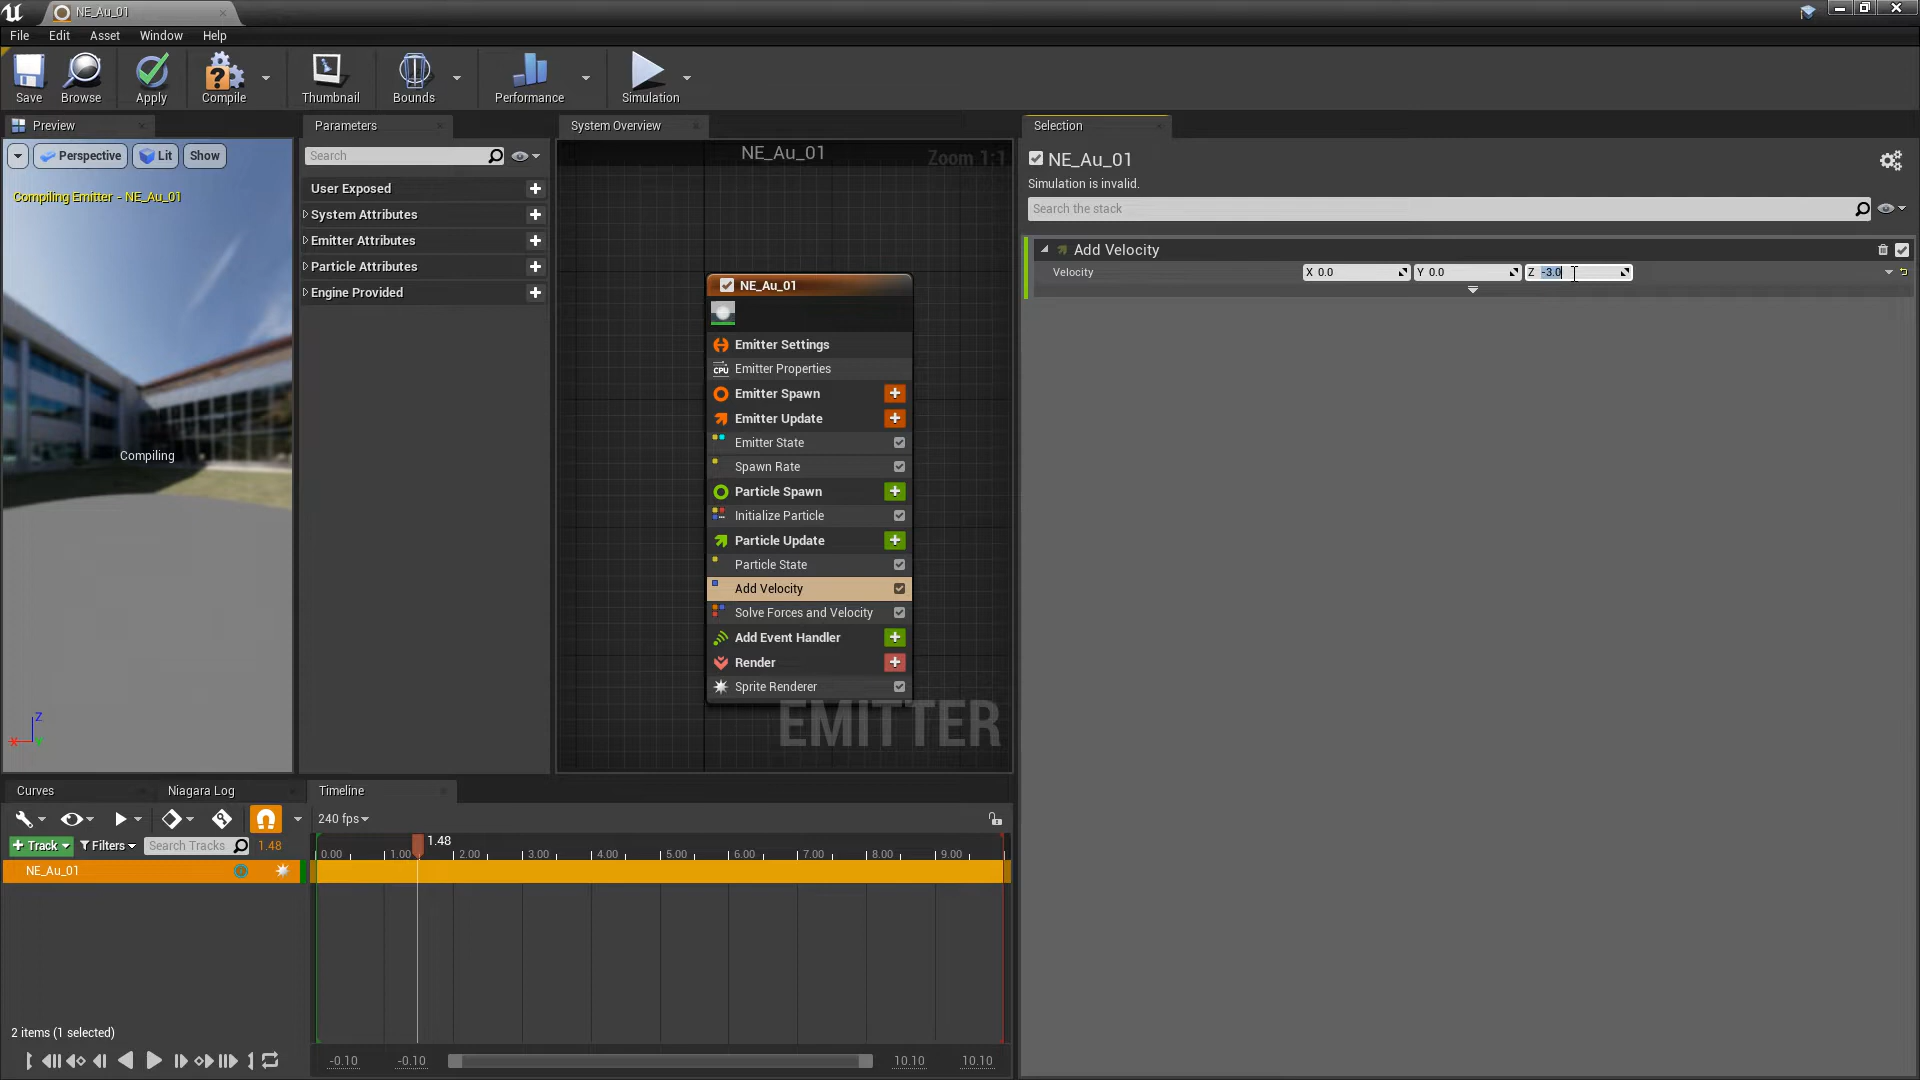 NE_Au_01
File Edit Asset Window Help
Save Browse Apply Compile Thumbnail Bounds Performance Simulation
Preview
Perspective Lit Show
Compiling Emitter - NE_Au_01
Compiling
Z
X
Parameters
Search
User Exposed
System Attributes
Emitter Attributes
Particle Attributes
Engine Provided
System Overview
NE_Au_01
Zoom 1:1
NE_Au_01
Emitter Settings
CPU Emitter Properties
Emitter Spawn
Emitter Update
Emitter State
Spawn Rate
Particle Spawn
Initialize Particle
Particle Update
Particle State
Add Velocity
Solve Forces and Velocity
Add Event Handler
Render
Sprite Renderer
EMITTER
Selection
NE_Au_01
Simulation is invalid.
Search the stack
Add Velocity
Velocity X 0.0 Y 0.0 Z -3.0
Curves Niagara Log Timeline
240 fps
Track Filters Search Tracks 1.48
1.48
0.00 1.00 2.00 3.00 4.00 5.00 6.00 7.00 8.00 9.00
NE_Au_01
2 items (1 selected)
-0.10 -0.10 10.10 10.10